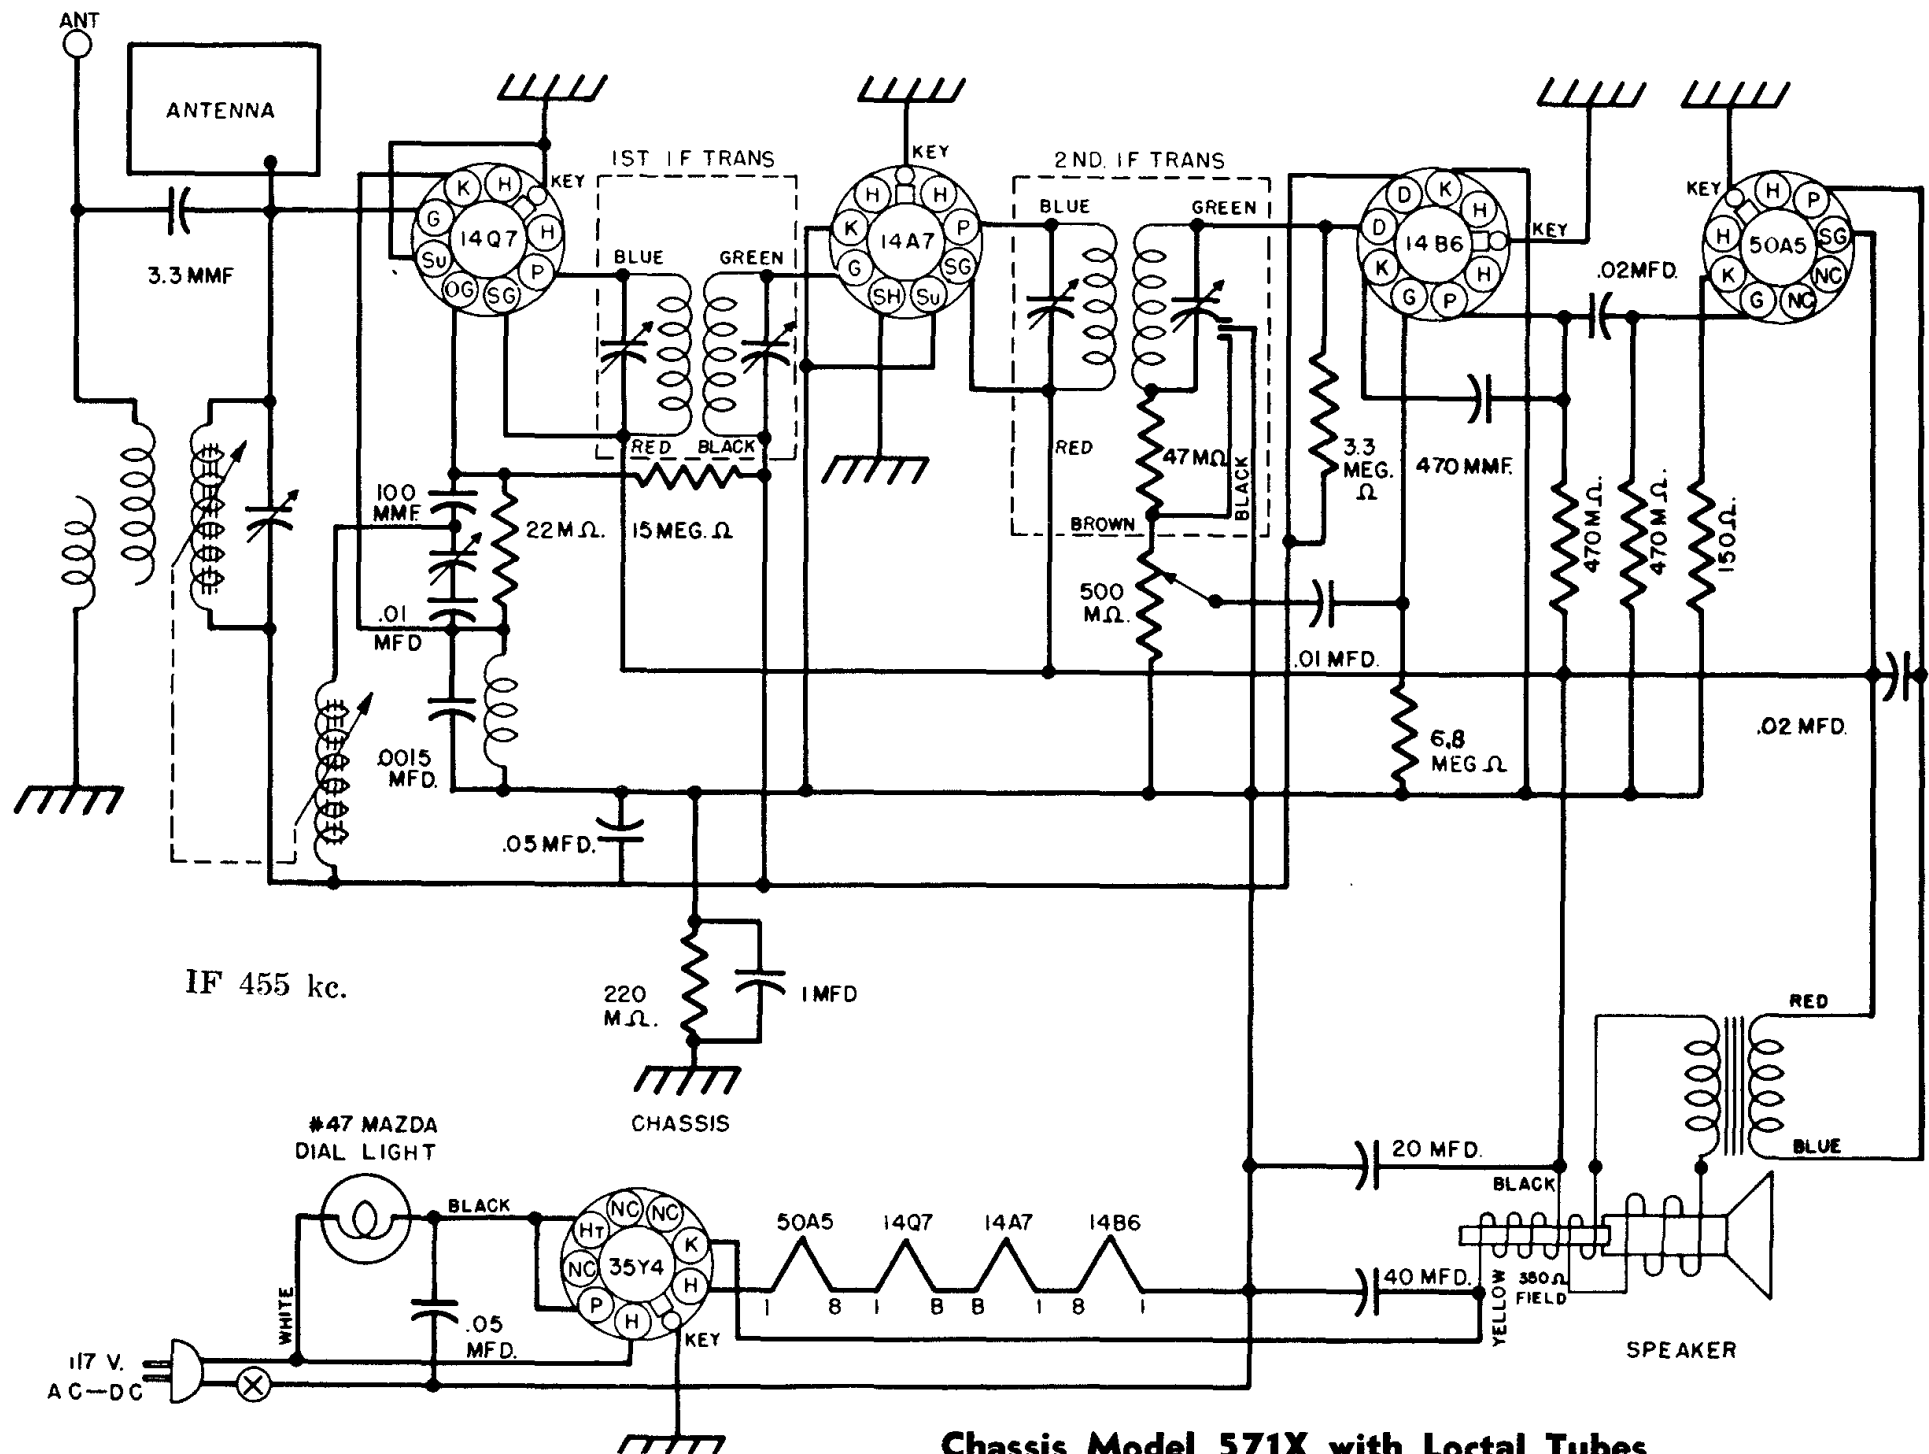 ANT
ANTENNA
3.3 MMF
K
H
KEY
G
14Q7
H
Su
P
OG
SG
1ST IF TRANS
BLUE
GREEN
RED
BLACK
KEY
H
H
K
14A7
P
G
SG
SH
Su
2ND. IF TRANS
BLUE
GREEN
RED
47MΩ
BLACK
BROWN
D
K
D
H
14B6
KEY
K
H
G
P
KEY
H
P
H
50A5
SG
K
NC
G
NC
.02MFD.
3.3
MEG.
Ω
470 MMF.
470MΩ.
470MΩ.
150Ω.
100
MMF.
22MΩ.
15MEG.Ω
.01
MFD
500
MΩ.
.01 MFD.
.0015
MFD.
6.8
MEG Ω
.02 MFD.
.05MFD.
IF 455 kc.
220
MΩ.
1MFD
CHASSIS
RED
BLUE
#47 MAZDA
DIAL LIGHT
BLACK
WHITE
.05
MFD.
117 V.
AC-DC
NC
NC
HT
K
NC
35Y4
H
P
H
KEY
50A5
14Q7
14A7
14B6
1
8
1
8
8
1
8
1
20 MFD.
BLACK
40 MFD.
YELLOW
350Ω
FIELD
SPEAKER
Chassis Model 571X with Loctal Tubes